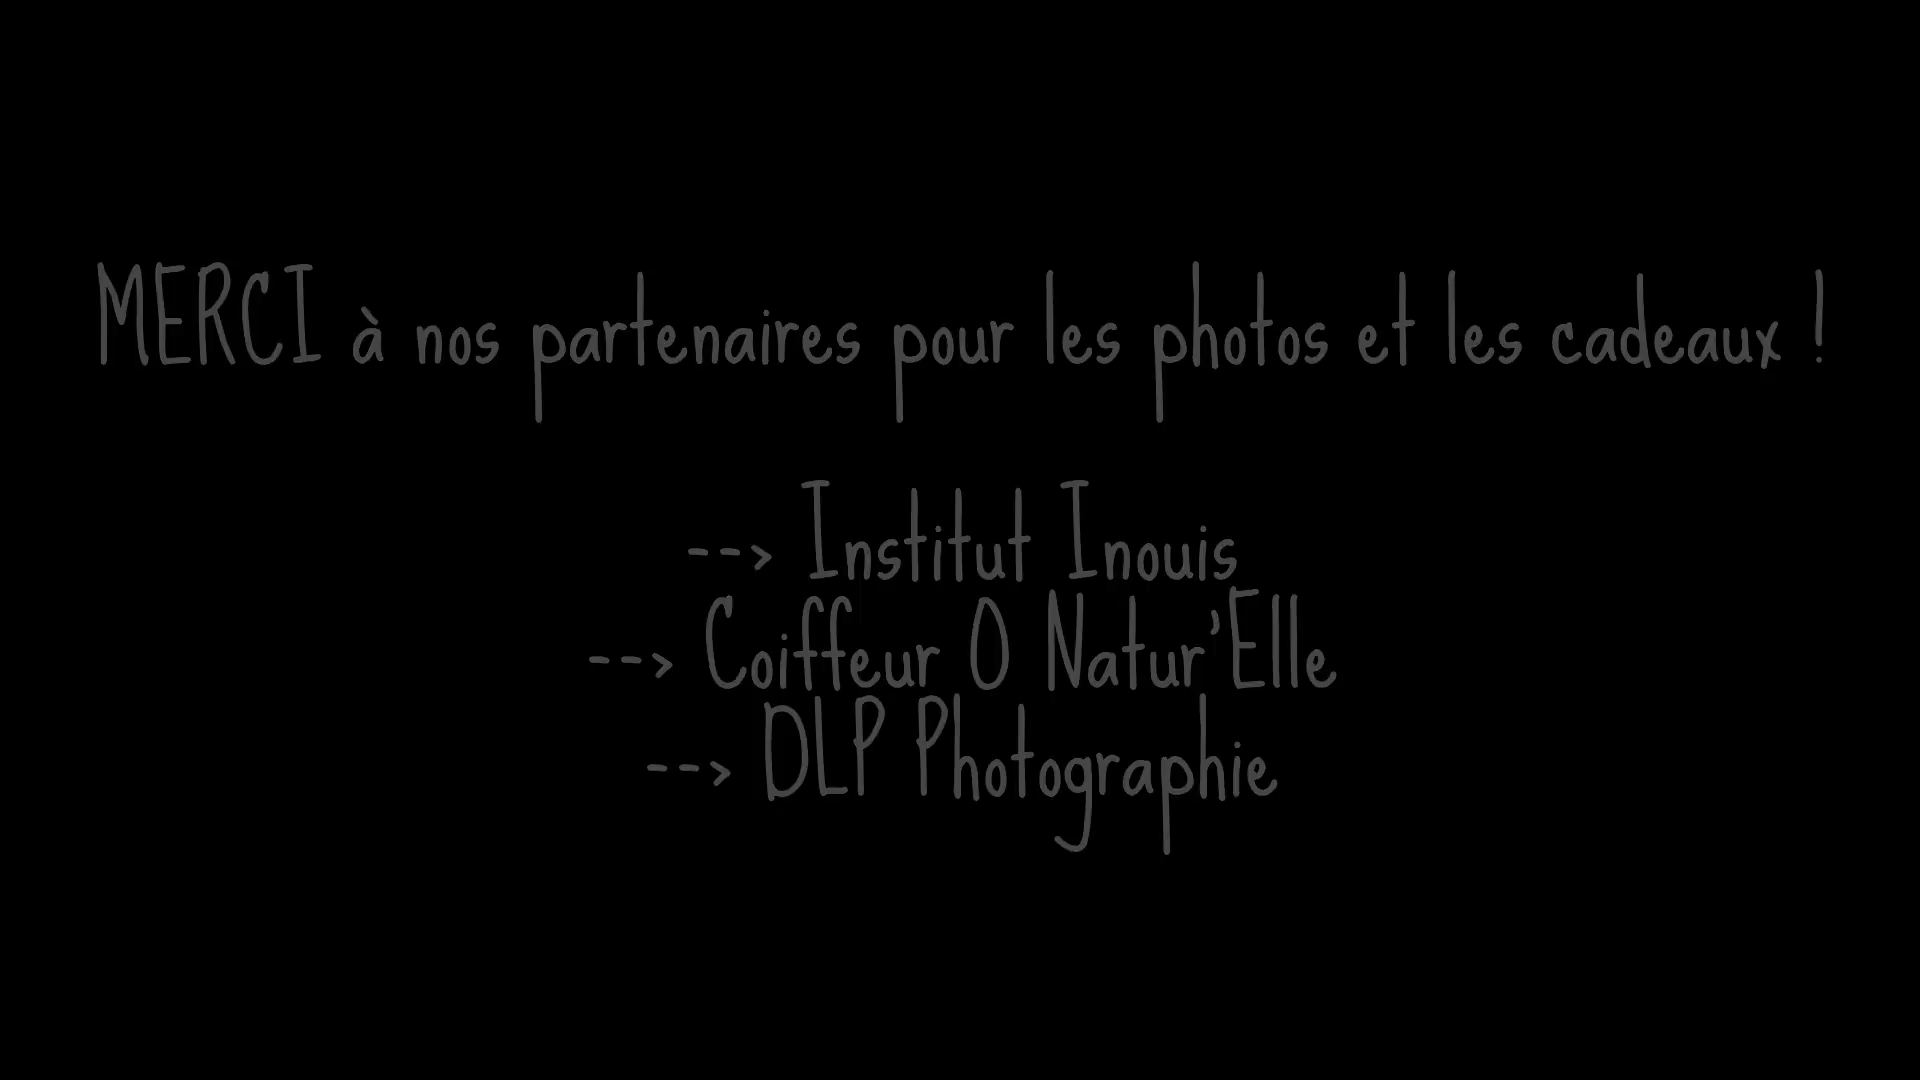 MERCI à nos partenaires pour les photos et les cadeaux !
--> Institut Inouis
--> Coiffeur O Natur'Elle
--> DLP Photographie